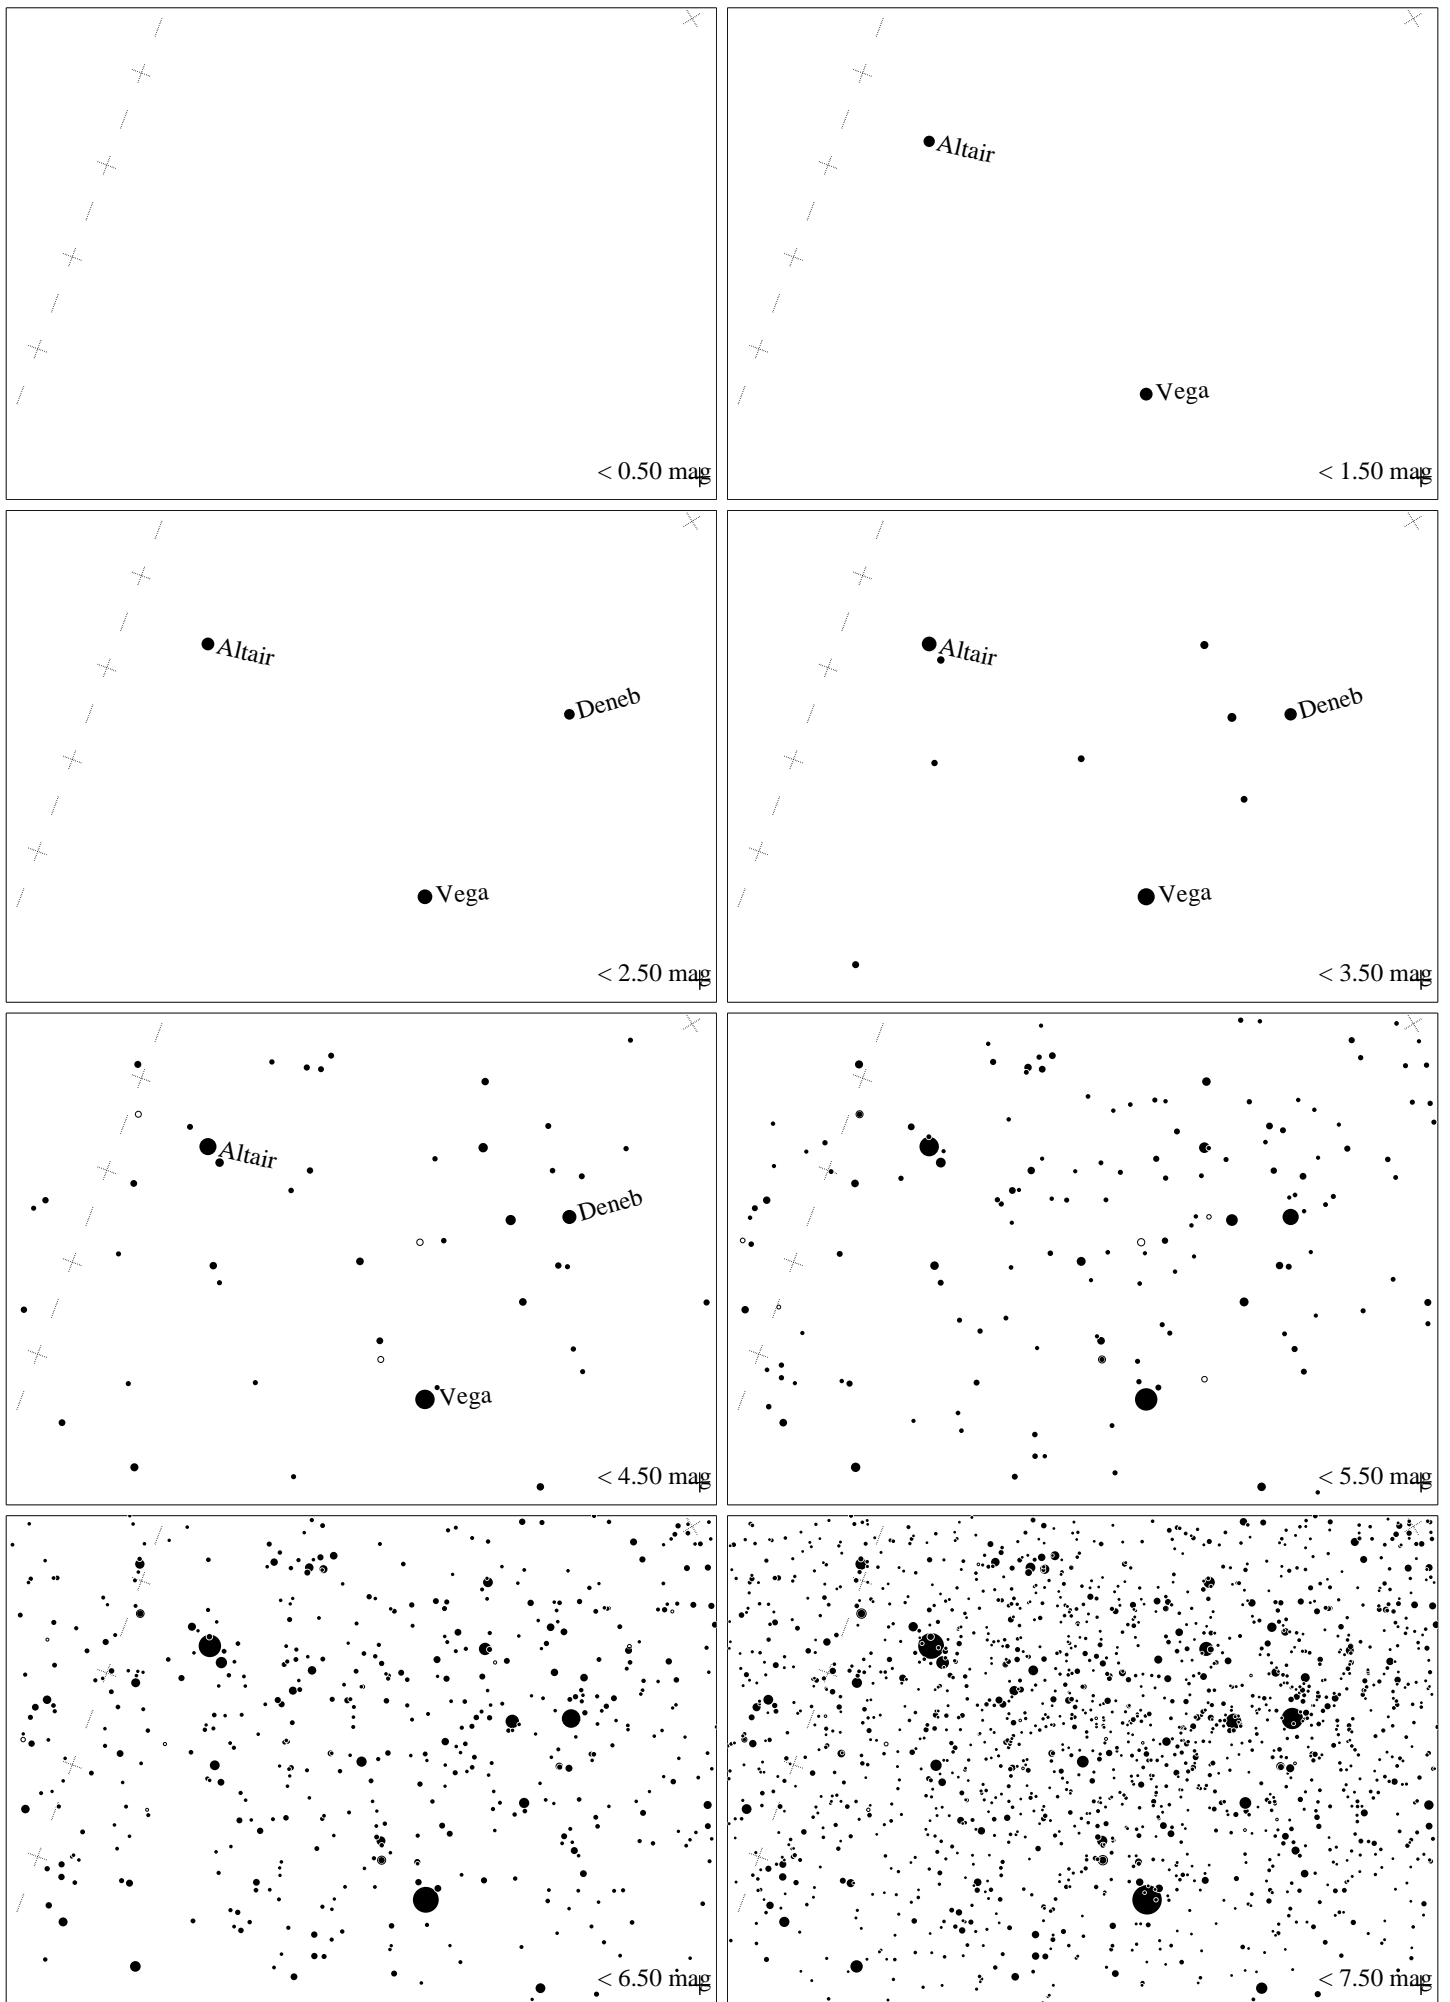 < 0.50 mag
Altair
Vega
< 1.50 mag
Altair
Deneb
Vega
< 2.50 mag
Altair
Deneb
Vega
< 3.50 mag
Altair
Deneb
Vega
< 4.50 mag
< 5.50 mag
< 6.50 mag
< 7.50 mag